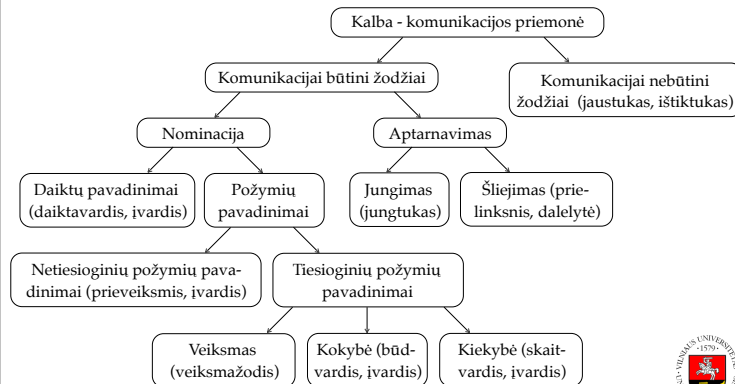 Kalba - komunikacijos priemonė
Komunikacijai būtini žodžiai
Komunikacijai nebūtini
žodžiai (jaustukas, ištiktukas)
Nominacija
Aptarnavimas
Daiktų pavadinimai
(daiktavardis, įvardis)
Požymių
pavadinimai
Jungimas
(jungtukas)
Šliejimas (prie-
linksnis, dalelytė)
Netiesioginių požymių pava-
dinimai (prieveiksmis, įvardis)
Tiesioginių požymių
pavadinimai
Veiksmas
(veiksmažodis)
Kokybė (būd-
vardis, įvardis)
Kiekybė (skait-
vardis, įvardis)
VILNIAUS
·1579·